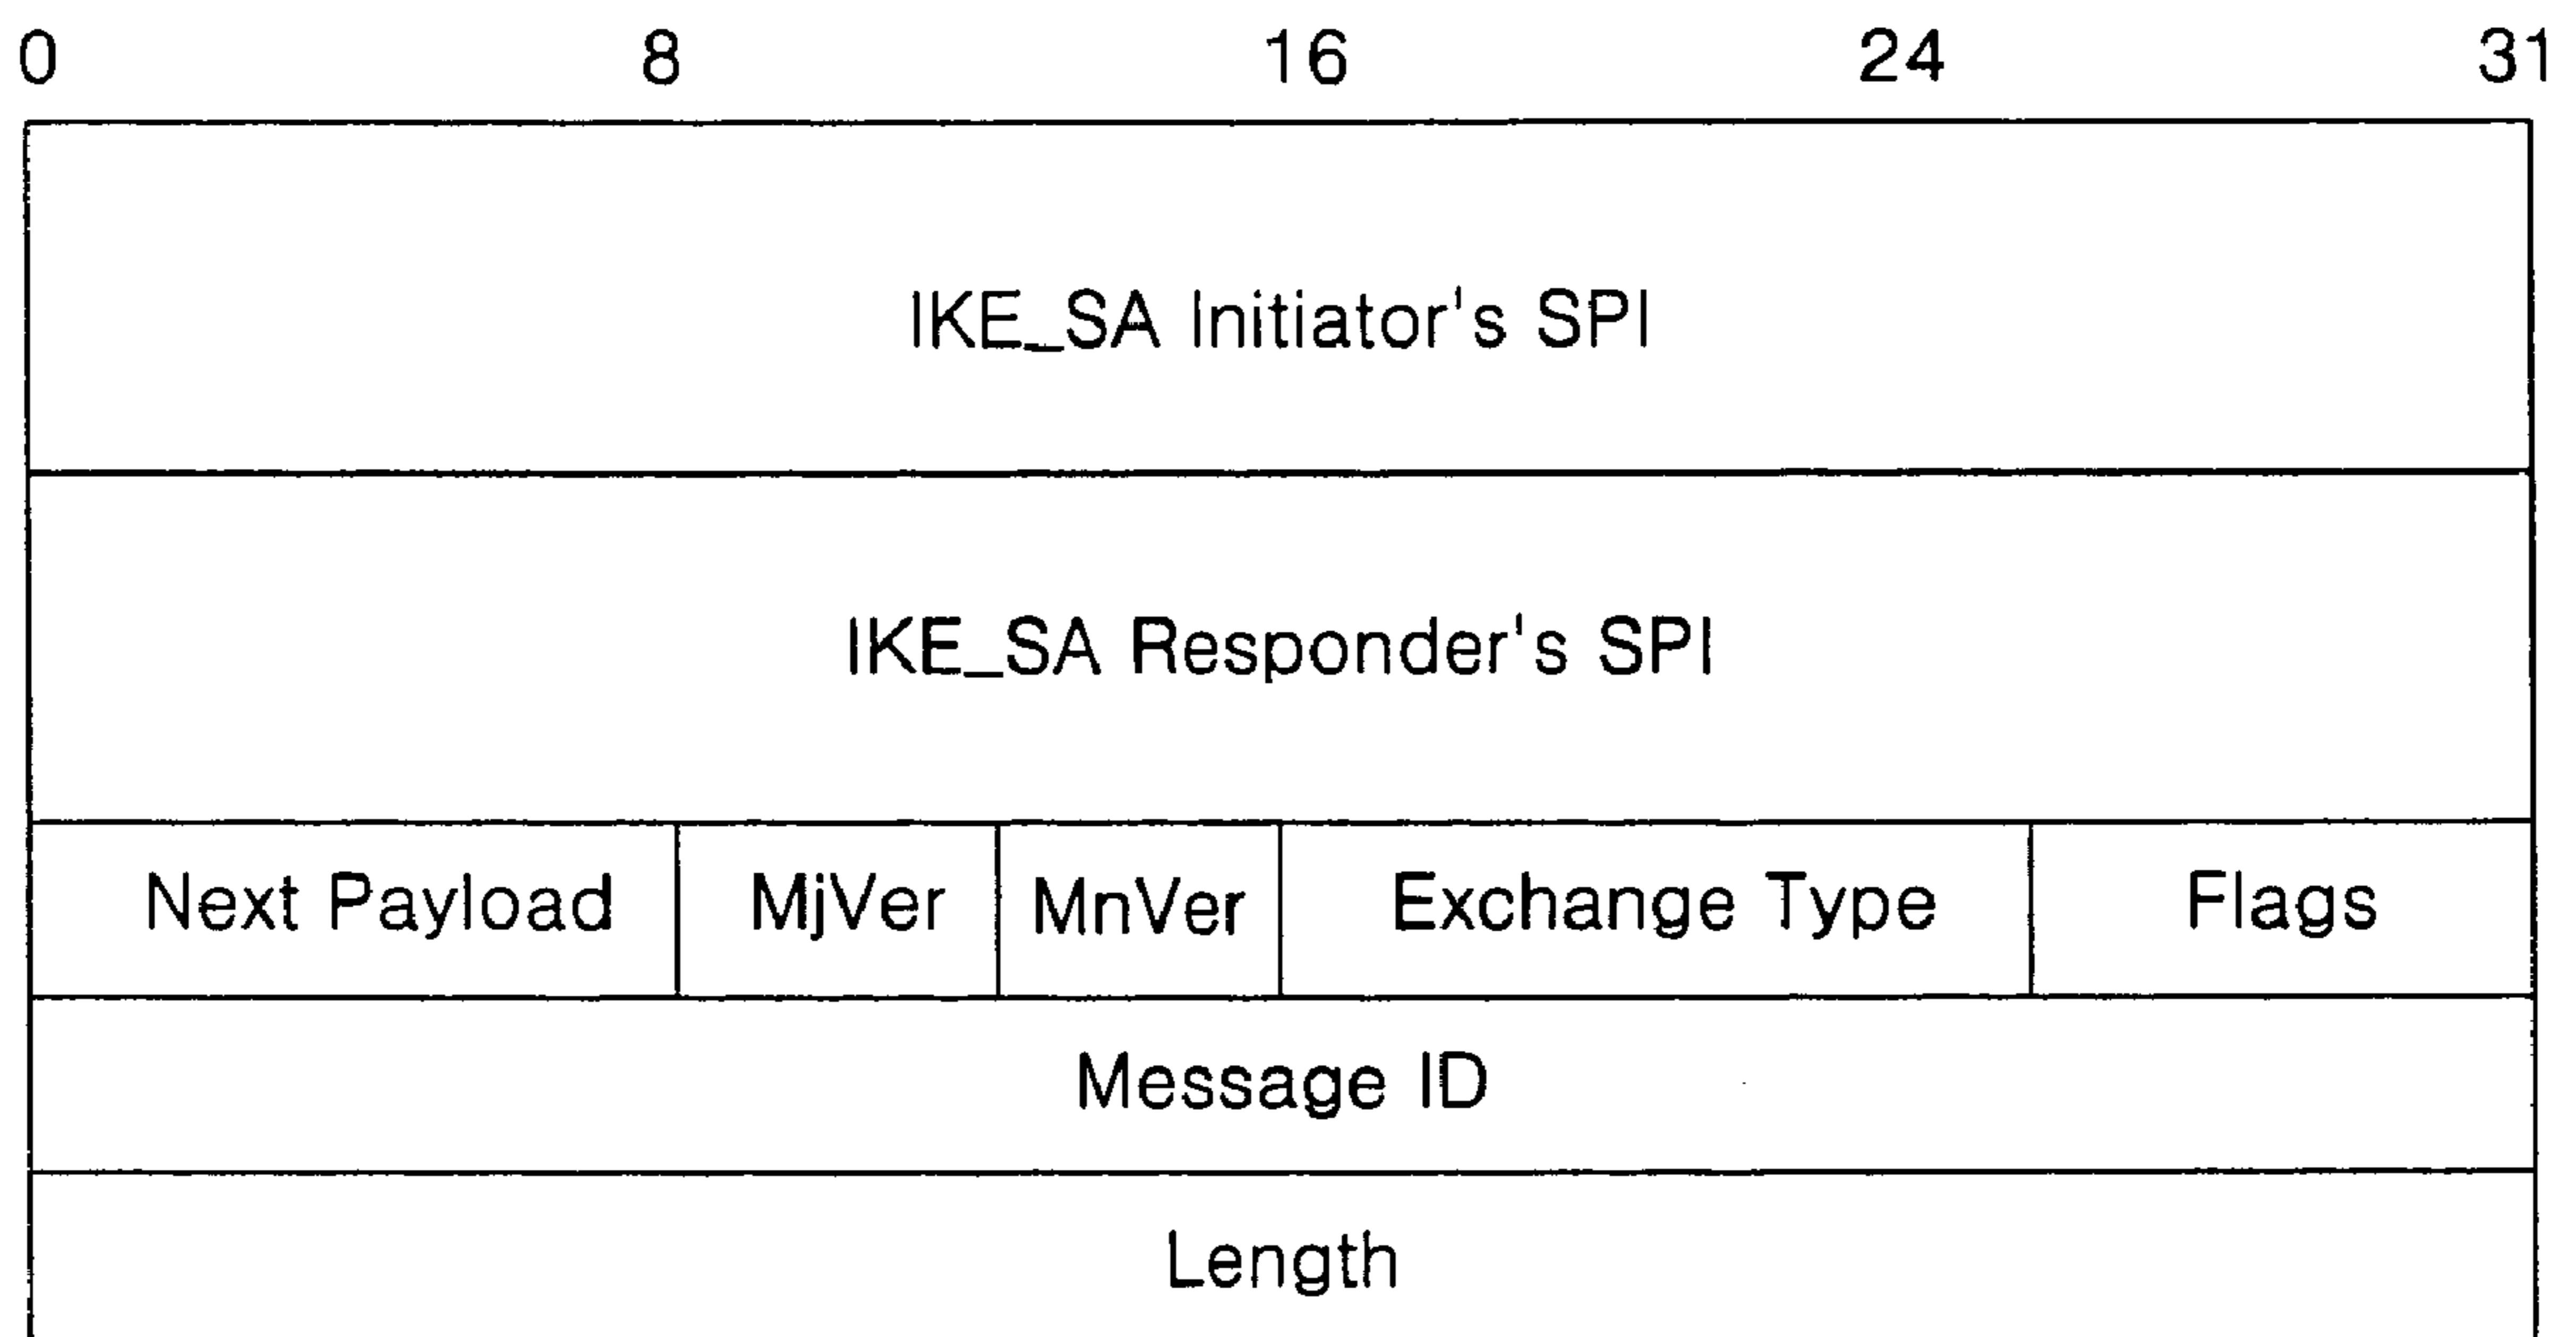 0 8 16 24 31
IKE_SA Initiator's SPI
IKE_SA Responder's SPI
Next Payload MjVer MnVer Exchange Type Flags
Message ID
Length